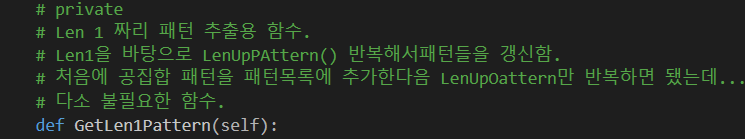 # private
# Len 1 짜리 패턴 추출용 함수.
# Len1을 바탕으로 LenUpPAttern() 반복해서패턴들을 갱신함.
# 처음에 공집합 패턴을 패턴목록에 추가한다음 LenUpOattern만 반복하면 됐는데...
# 다소 불필요한 함수.
def GetLen1Pattern(self):